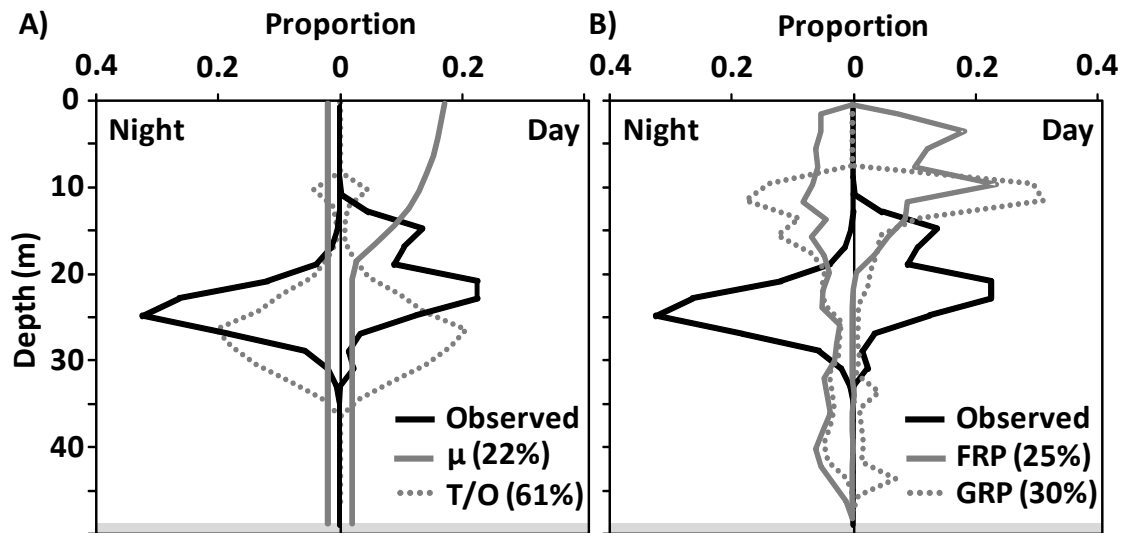 A) Proportion B) Proportion
0.4 0.2 0 0.2 0.4 0.2 0 0.2 0.4
0
Night Day Night Day
10
20
Depth (m)
30
40
Observed
μ (22%)
T/O (61%)
Observed
FRP (25%)
GRP (30%)